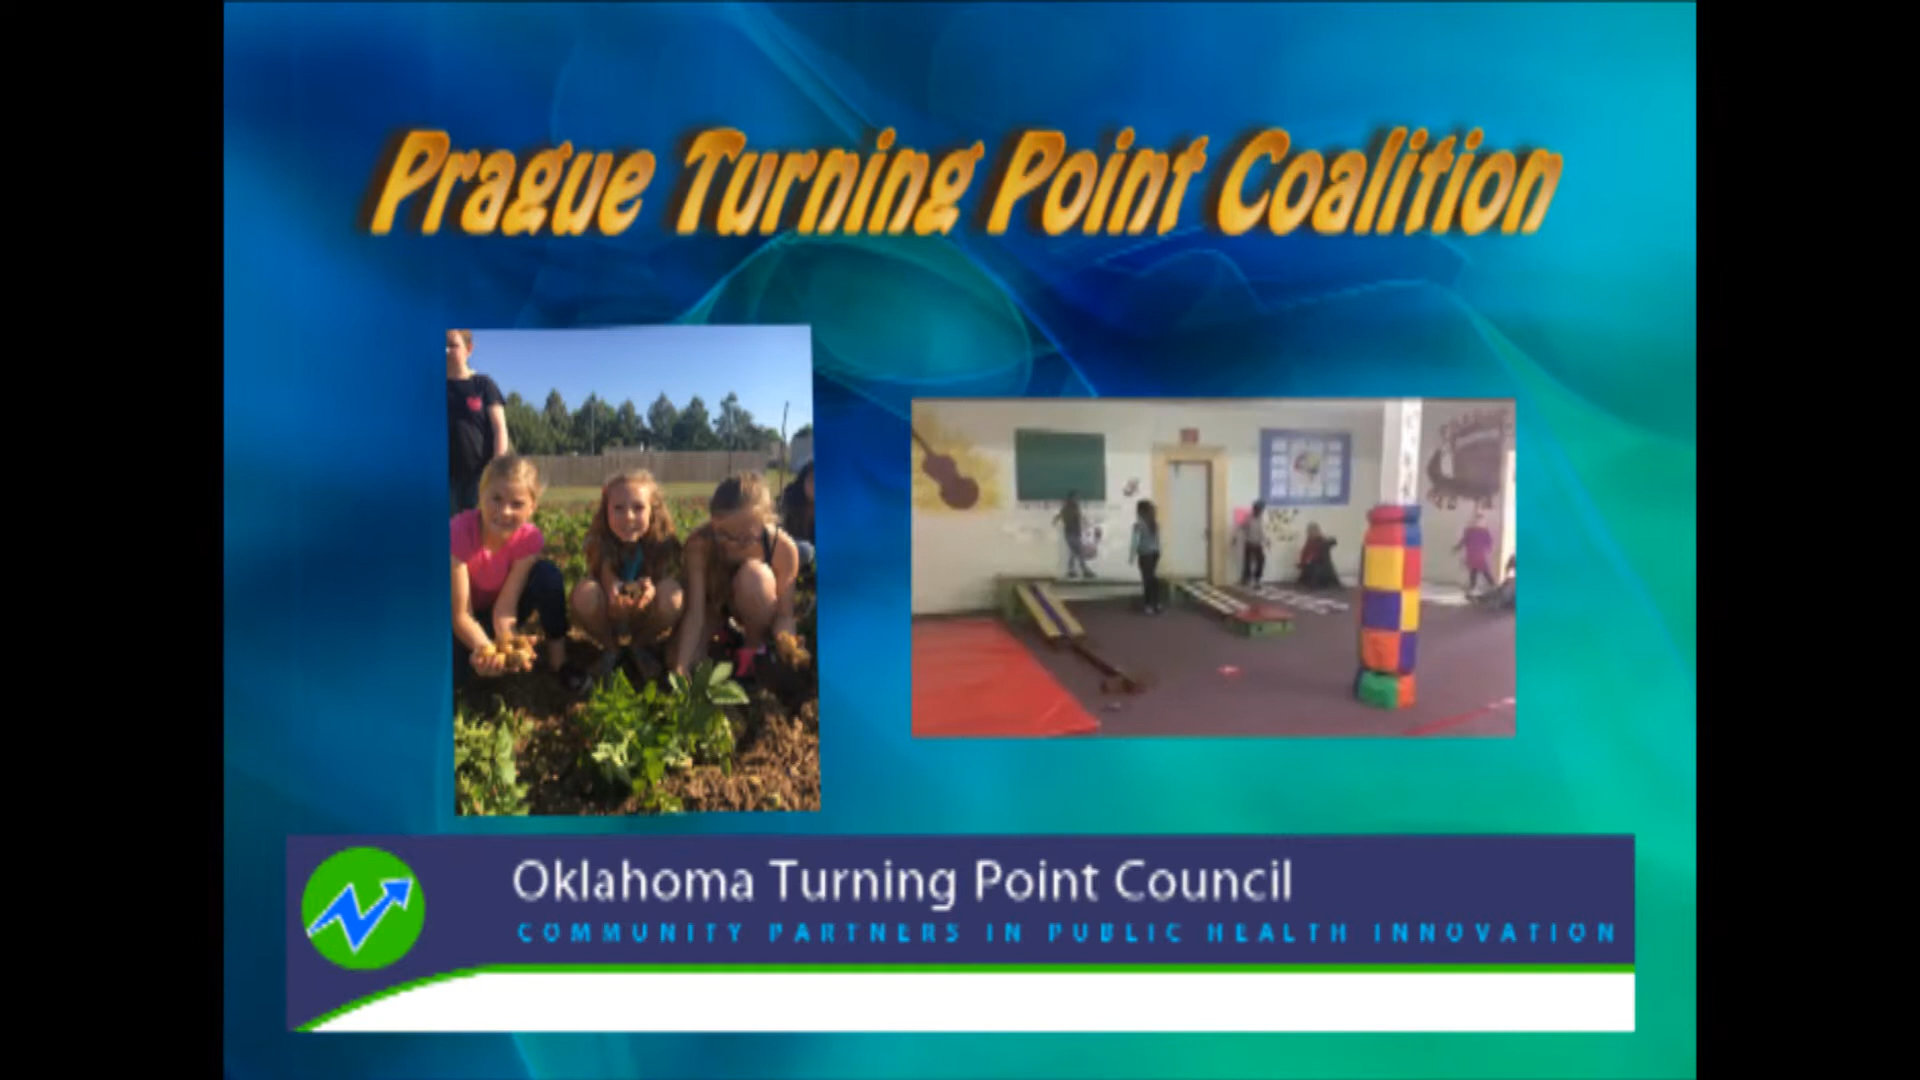 Prague Turning Point Coalition
Oklahoma Turning Point Council
COMMUNITY PARTNERS IN PUBLIC HEALTH INNOVATION